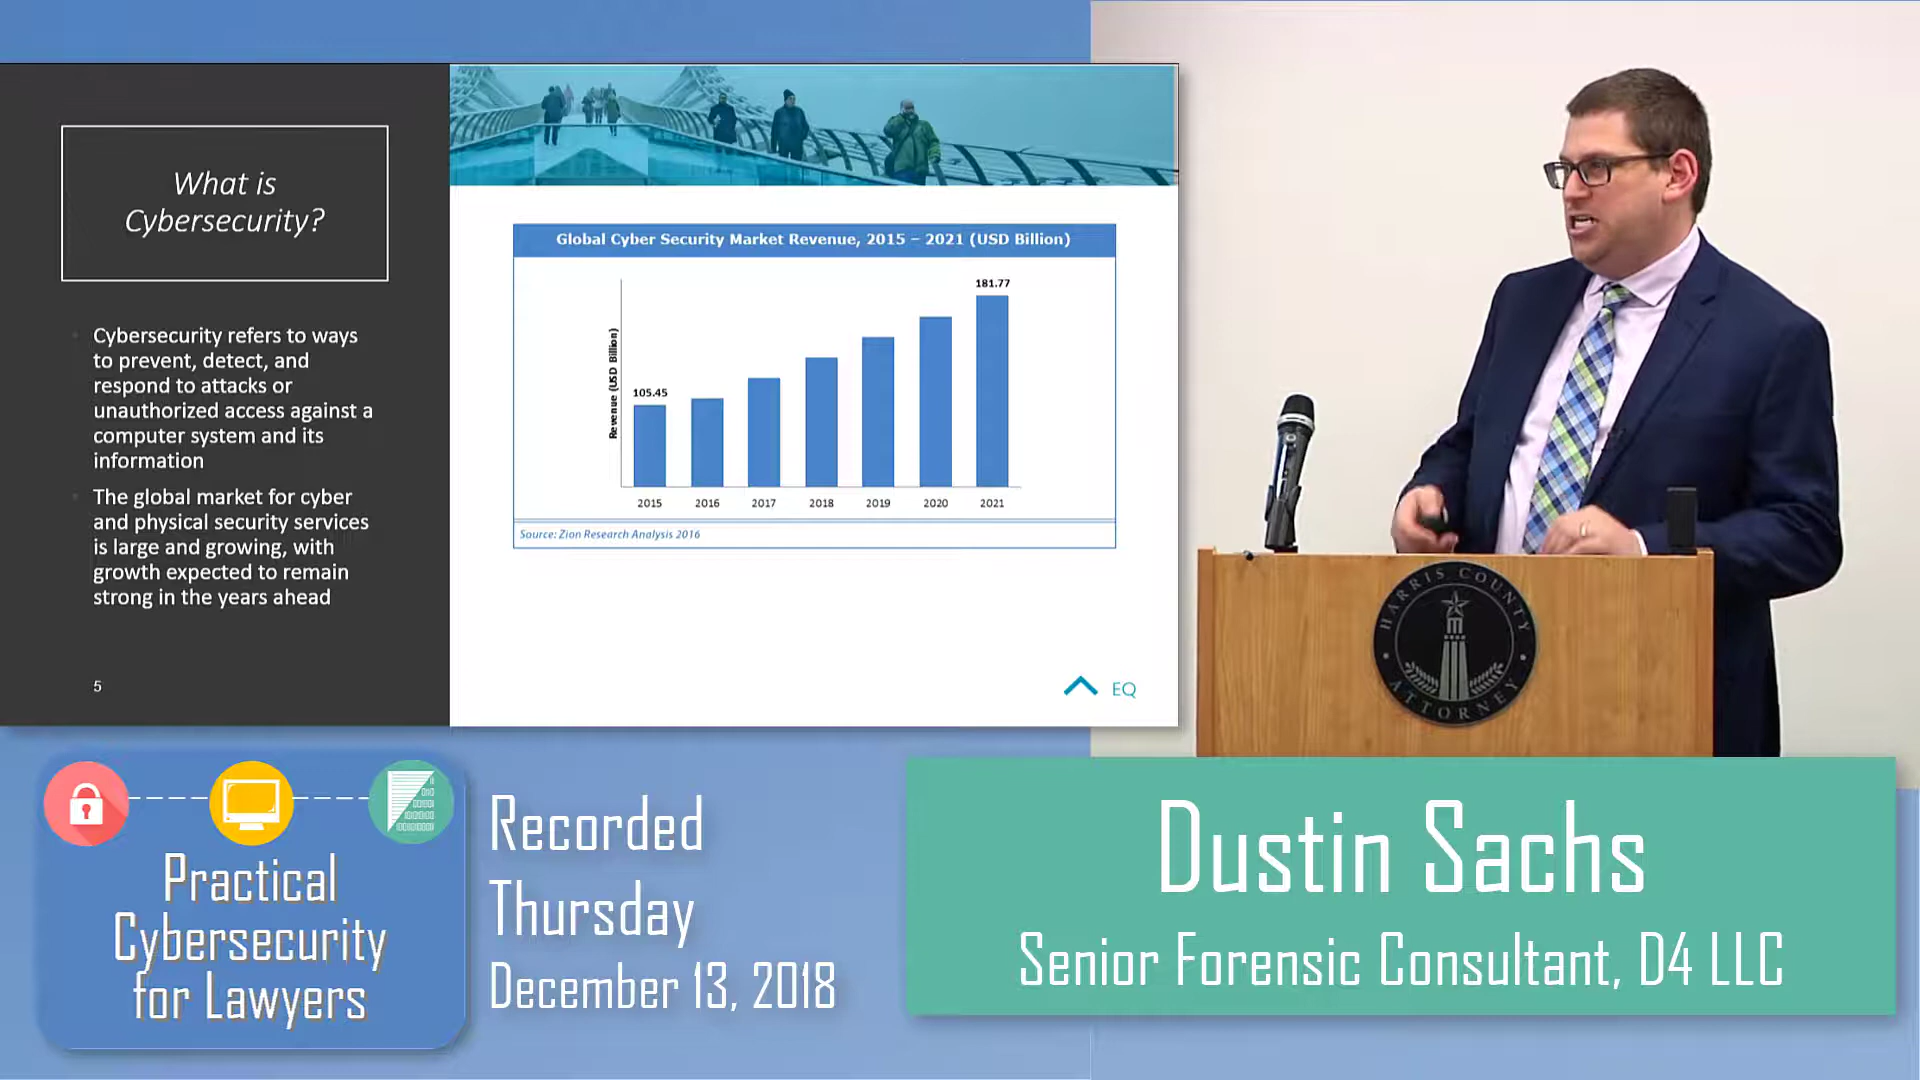 What is
Cybersecurity?
Cybersecurity refers to ways
to prevent, detect, and
respond to attacks or
unauthorized access against a
computer system and its
information
The global market for cyber
and physical security services
is large and growing, with
growth expected to remain
strong in the years ahead
5
Global Cyber Security Market Revenue, 2015 – 2021 (USD Billion)
Revenue (USD Billion)
105.45
181.77
2015 2016 2017 2018 2019 2020 2021
Source: Zion Research Analysis 2016
EQ
HARRIS COUNTY
ATTORNEY
Practical
Cybersecurity
for Lawyers
Recorded
Thursday
December 13, 2018
Dustin Sachs
Senior Forensic Consultant, D4 LLC